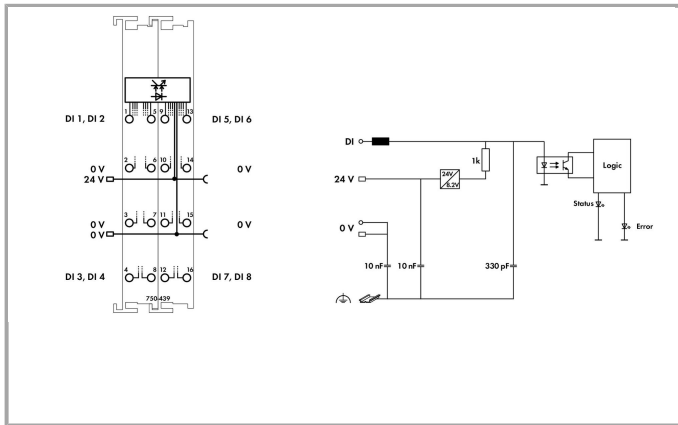 1 5 9 13
DI 1, DI 2 DI 5, DI 6
2 6 10 14
0 V 0 V
24 V
3 7 11 15
0 V 0 V
0 V
4 8 12 16
DI 3, DI 4 DI 7, DI 8
750-439
DI
1k
24 V
24V
8.2V
Logic
Status
Error
0 V
10 nF 10 nF 330 pF